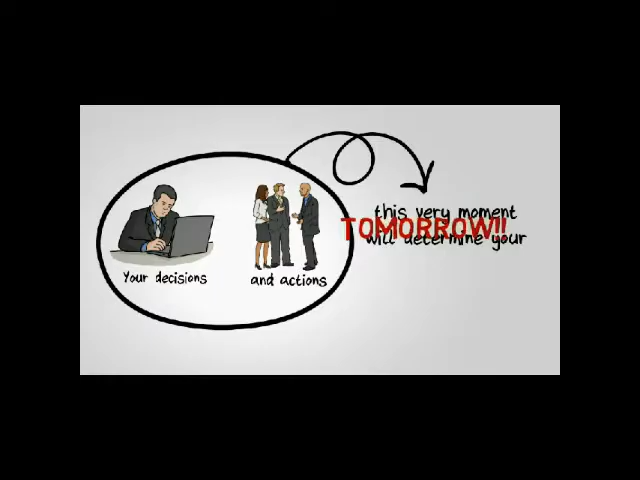 Your decisions
and actions
this very moment
TOMORROW!!
will determine your